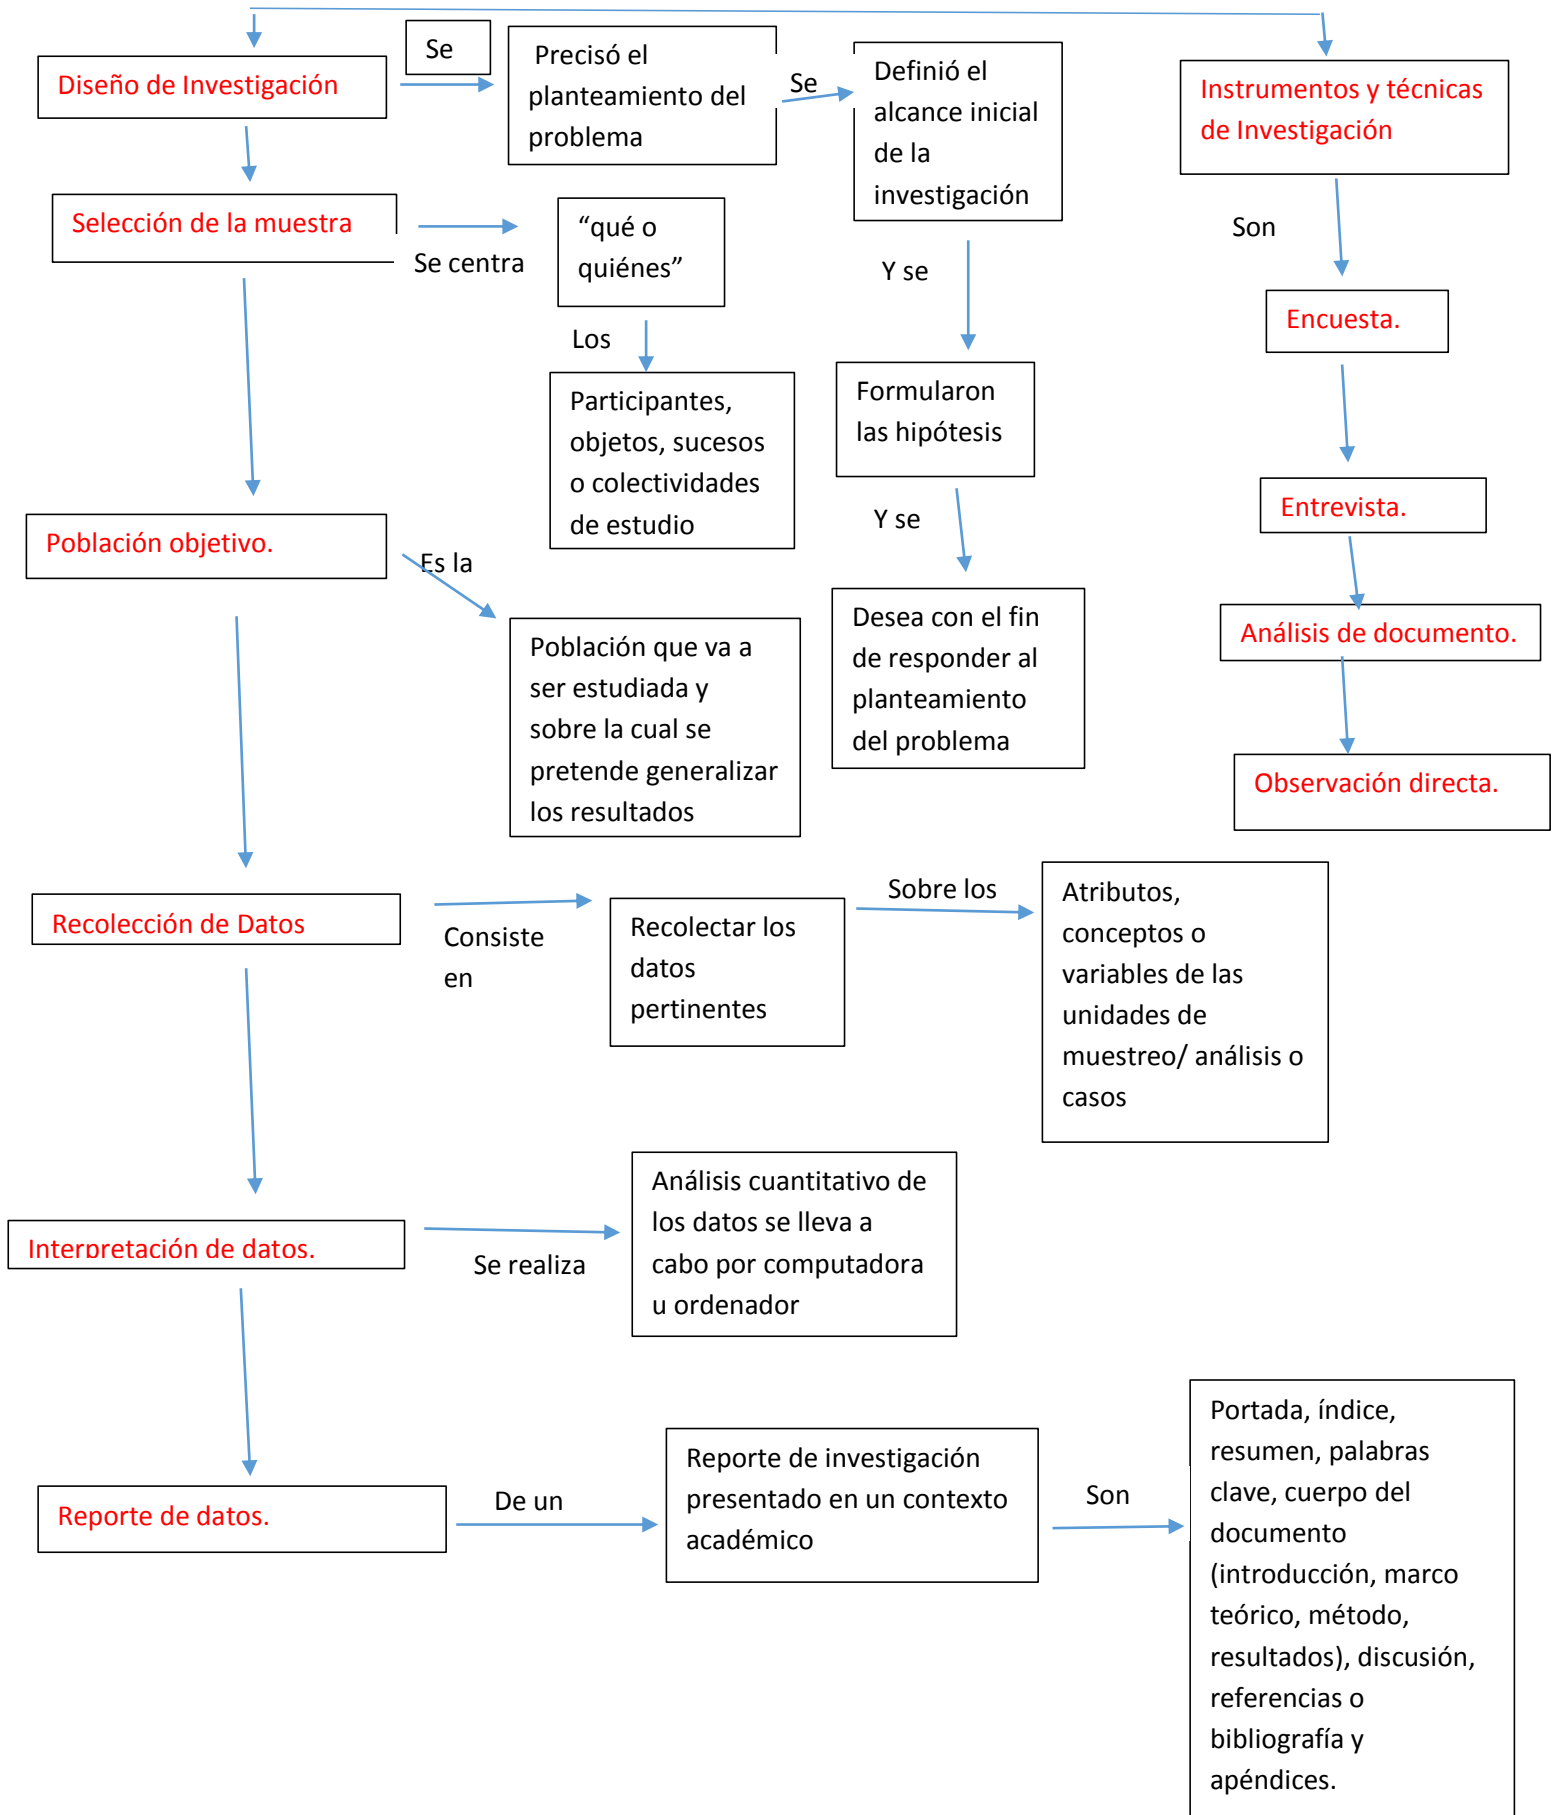 Diseño de Investigación
Se
Precisó el
planteamiento del
problema
Se
Definió el
alcance inicial
de la
investigación
Instrumentos y técnicas
de Investigación
Selección de la muestra
Se centra
“qué o
quiénes”
Y se
Son
Los
Encuesta.
Participantes,
objetos, sucesos
o colectividades
de estudio
Formularon
las hipótesis
Y se
Entrevista.
Población objetivo.
Es la
Población que va a
ser estudiada y
sobre la cual se
pretende generalizar
los resultados
Desea con el fin
de responder al
planteamiento
del problema
Análisis de documento.
Observación directa.
Recolección de Datos
Consiste
en
Recolectar los
datos
pertinentes
Sobre los
Atributos,
conceptos o
variables de las
unidades de
muestreo/ análisis o
casos
Interpretación de datos.
Se realiza
Análisis cuantitativo de
los datos se lleva a
cabo por computadora
u ordenador
Reporte de datos.
De un
Reporte de investigación
presentado en un contexto
académico
Son
Portada, índice,
resumen, palabras
clave, cuerpo del
documento
(introducción, marco
teórico, método,
resultados), discusión,
referencias o
bibliografía y
apéndices.